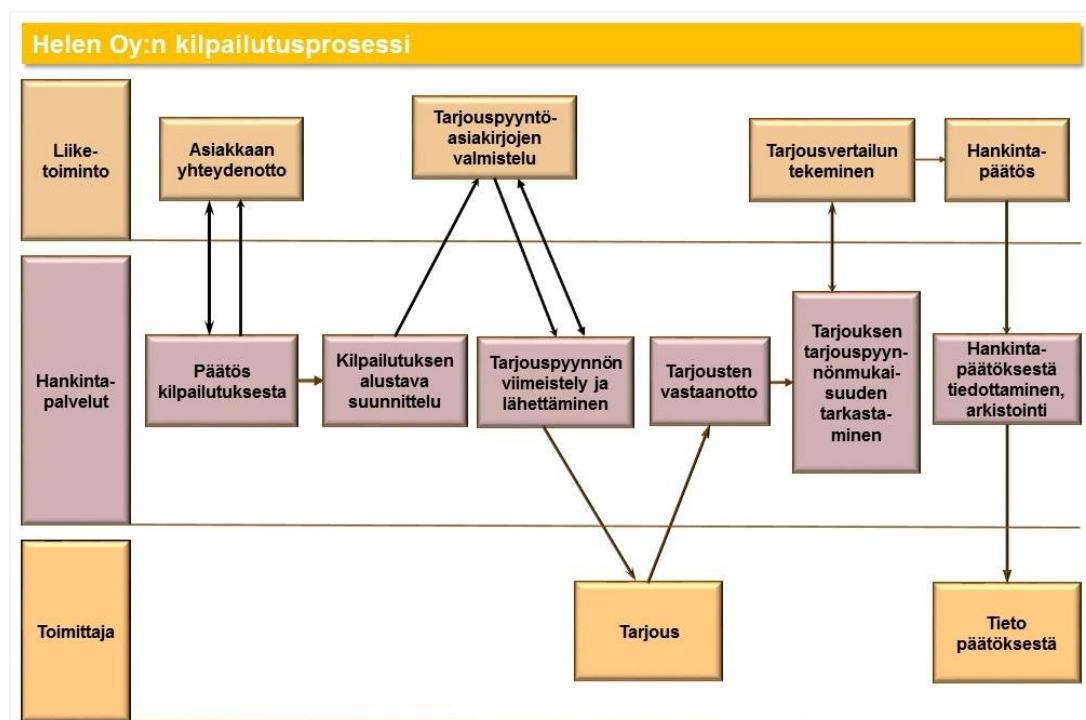 Helen Oy:n kilpailutusprosessi
Liike-
toiminto
Asiakkaan
yhteydenotto
Tarjouspyyntö-
asiakirjojen
valmistelu
Tarjousvertailun
tekeminen
Hankinta-
päätös
Hankinta-
palvelut
Päätös
kilpailutuksesta
Kilpailutuksen
alustava
suunnittelu
Tarjouspyynnön
viimeistely ja
lähettäminen
Tarjousten
vastaanotto
Tarjouksen
tarjouspyyn-
nönmukai-
suuden
tarkasta-
minen
Hankinta-
päätöksestä
tiedottaminen,
arkistointi
Toimittaja
Tarjous
Tieto
päätöksestä